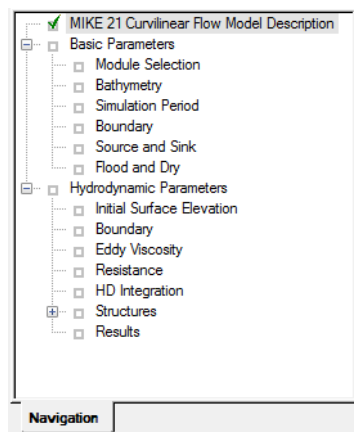 MIKE 21 Curvilinear Flow Model Description
Basic Parameters
Module Selection
Bathymetry
Simulation Period
Boundary
Source and Sink
Flood and Dry
Hydrodynamic Parameters
Initial Surface Elevation
Boundary
Eddy Viscosity
Resistance
HD Integration
Structures
Results
Navigation